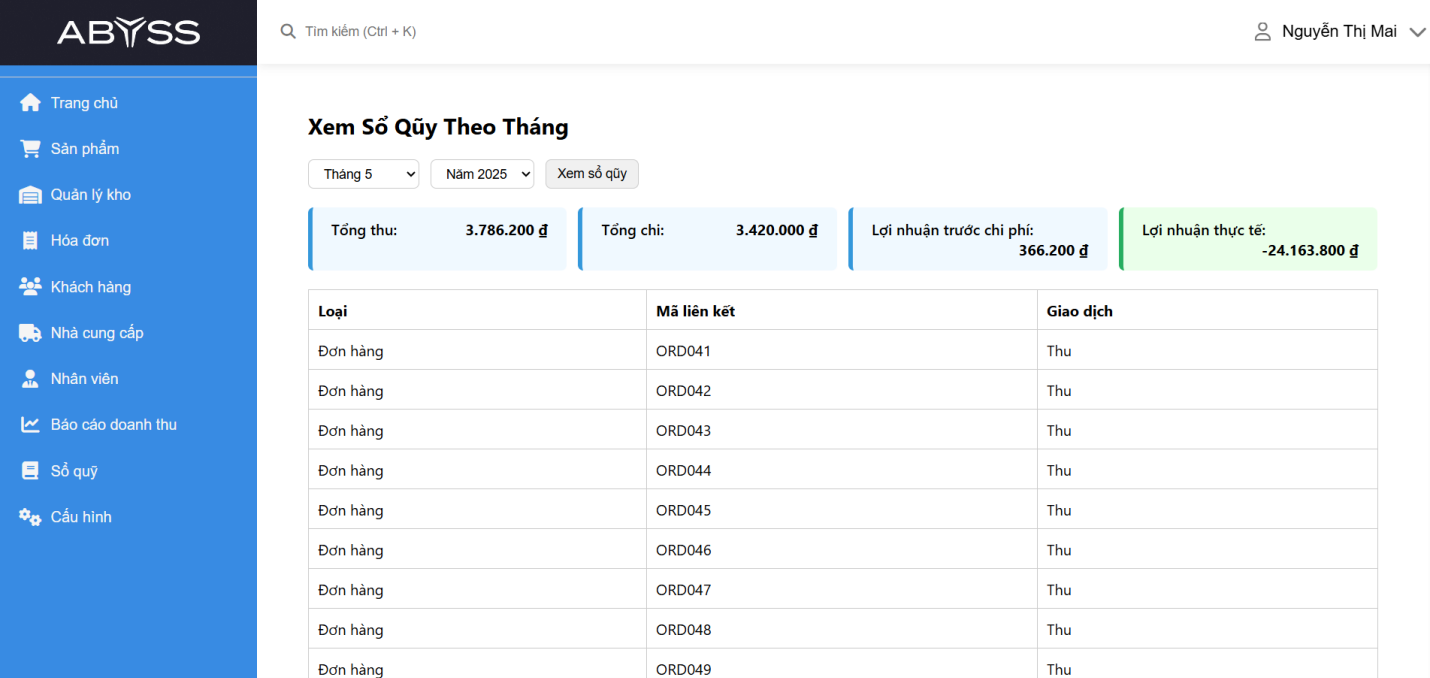 ABYSS
Tìm kiếm (Ctrl + K)
Nguyễn Thị Mai
Trang chủ
Sản phẩm
Quản lý kho
Hóa đơn
Khách hàng
Nhà cung cấp
Nhân viên
Báo cáo doanh thu
Sổ quỹ
Cấu hình
Xem Sổ Qũy Theo Tháng
Tháng 5 Năm 2025 Xem sổ qũy
Tổng thu: 3.786.200 ₫
Tổng chi: 3.420.000 ₫
Lợi nhuận trước chi phí:
366.200 ₫
Lợi nhuận thực tế:
-24.163.800 ₫
Loại Mã liên kết Giao dịch
Đơn hàng ORD041 Thu
Đơn hàng ORD042 Thu
Đơn hàng ORD043 Thu
Đơn hàng ORD044 Thu
Đơn hàng ORD045 Thu
Đơn hàng ORD046 Thu
Đơn hàng ORD047 Thu
Đơn hàng ORD048 Thu
Đơn hàng ORD049 Thu